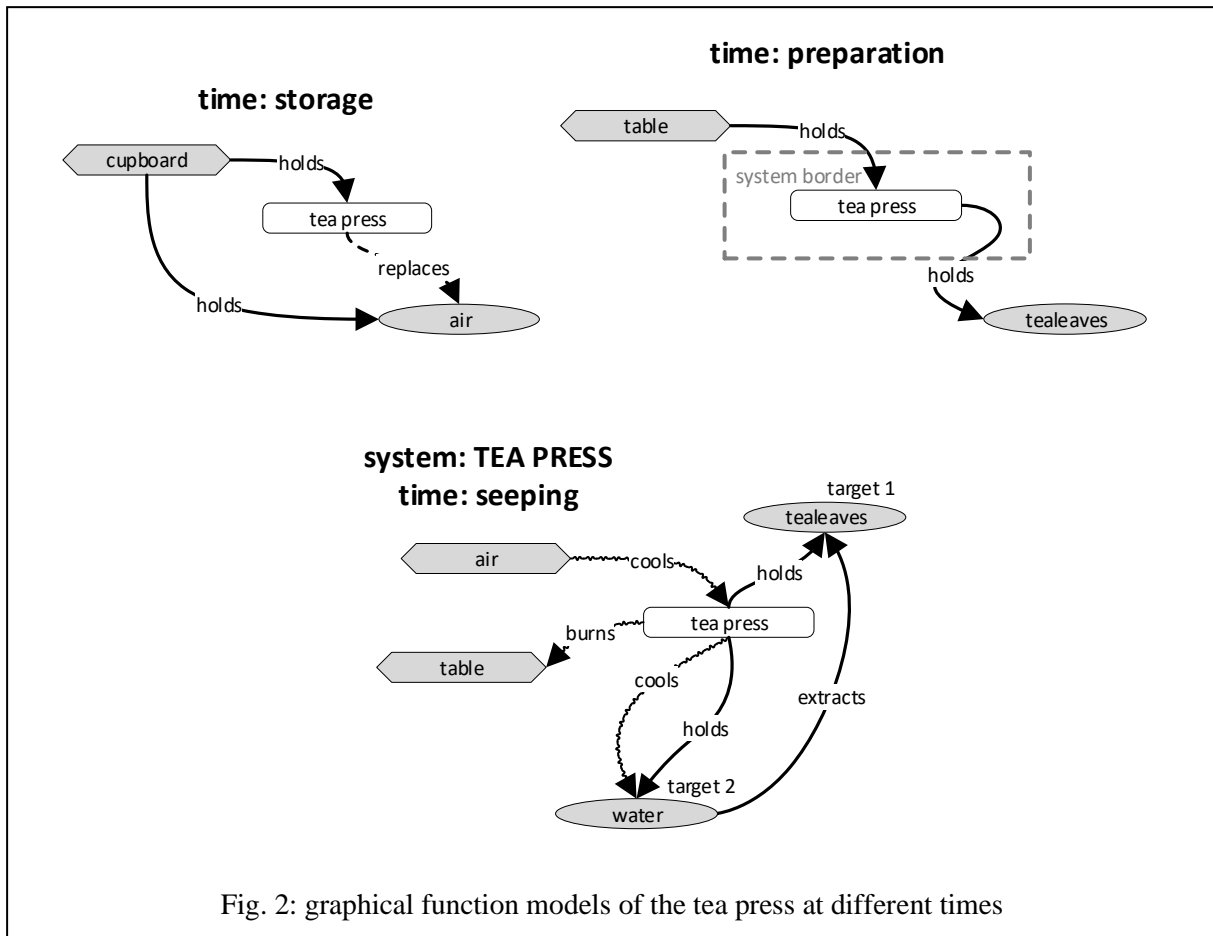 time: storage
cupboard
holds
tea press
replaces
holds
air
time: preparation
table
holds
system border
tea press
holds
tealeaves
system: TEA PRESS
time: seeping
target 1
tealeaves
air
cools
holds
tea press
burns
table
cools
extracts
holds
target 2
water
Fig. 2: graphical function models of the tea press at different times